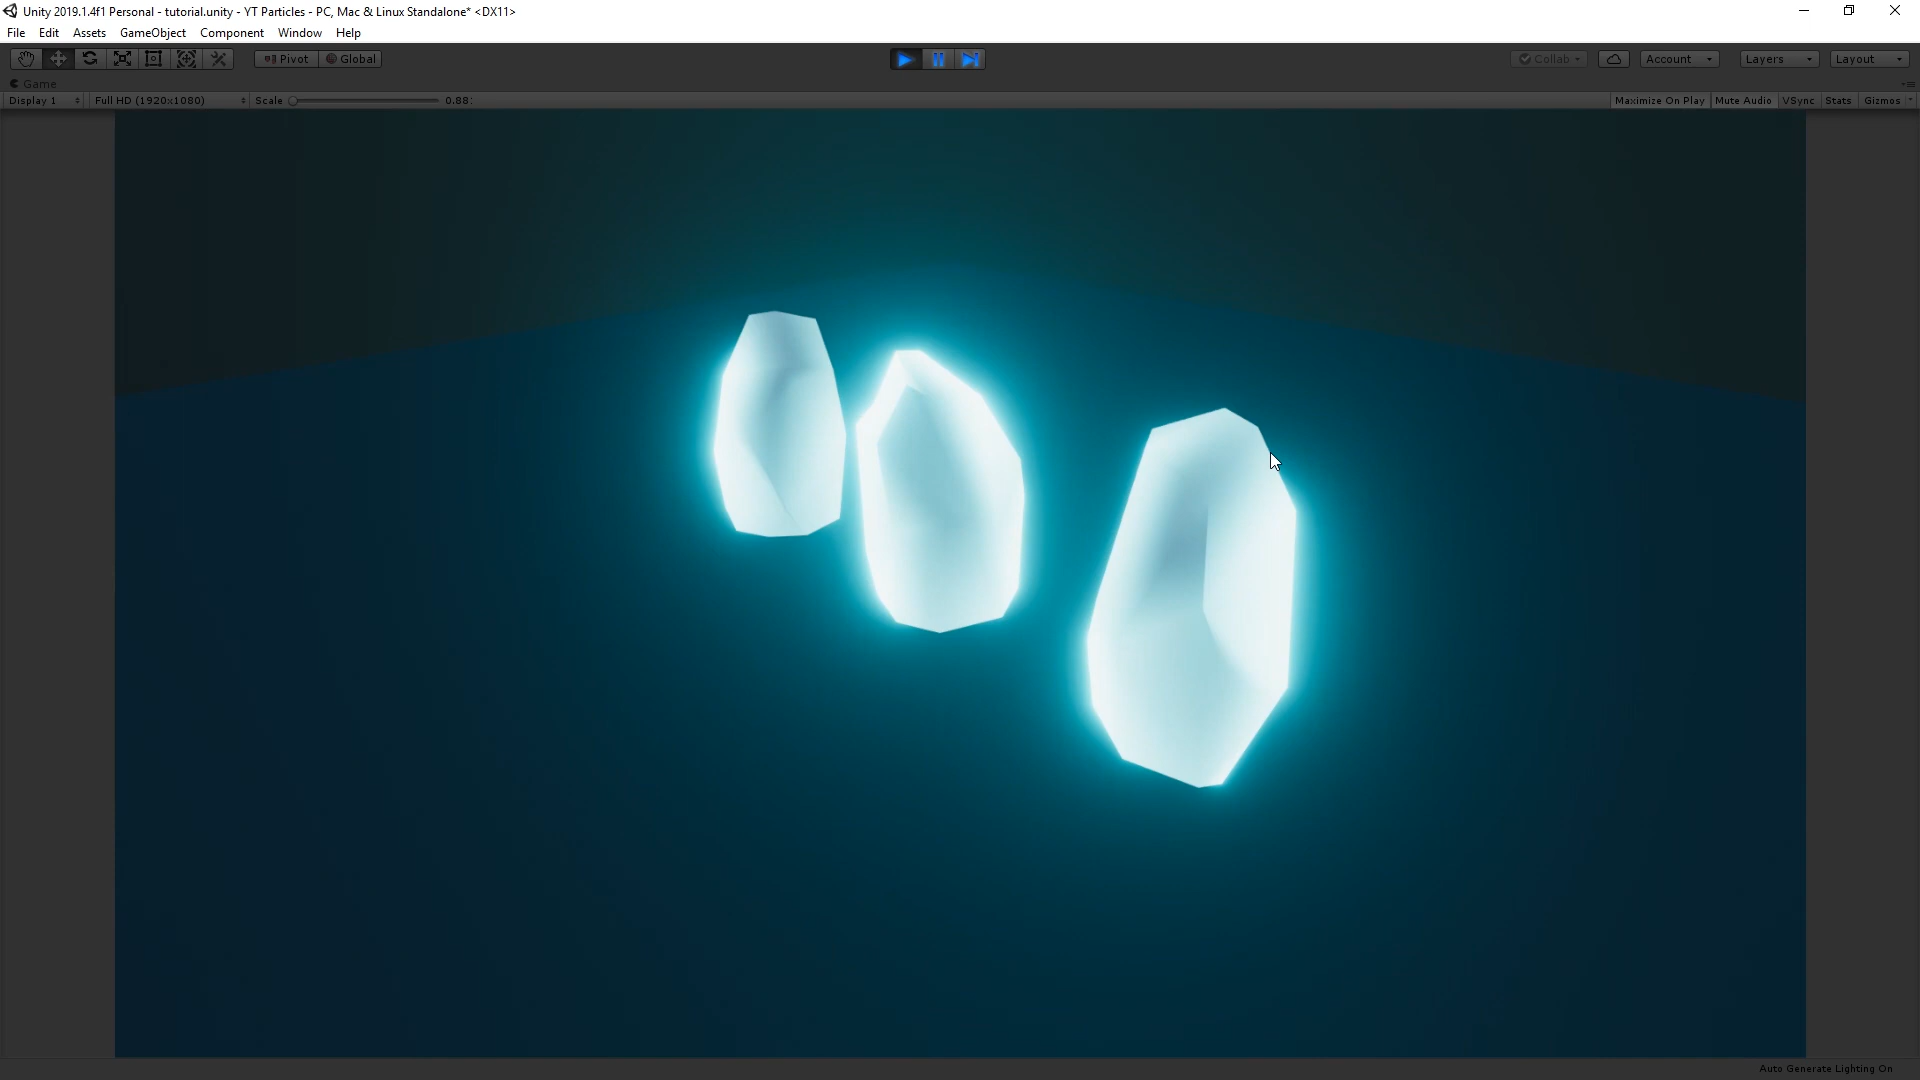 Unity 2019.1.4f1 Personal - tutorial.unity - YT Particles - PC, Mac & Linux Standalone* <DX11>
File Edit Assets GameObject Component Window Help
Pivot Global Collab Account Layers Layout
Game
Display 1 Full HD (1920x1080) Scale 0.88: Maximize On Play Mute Audio VSync Stats Gizmos
Auto Generate Lighting On